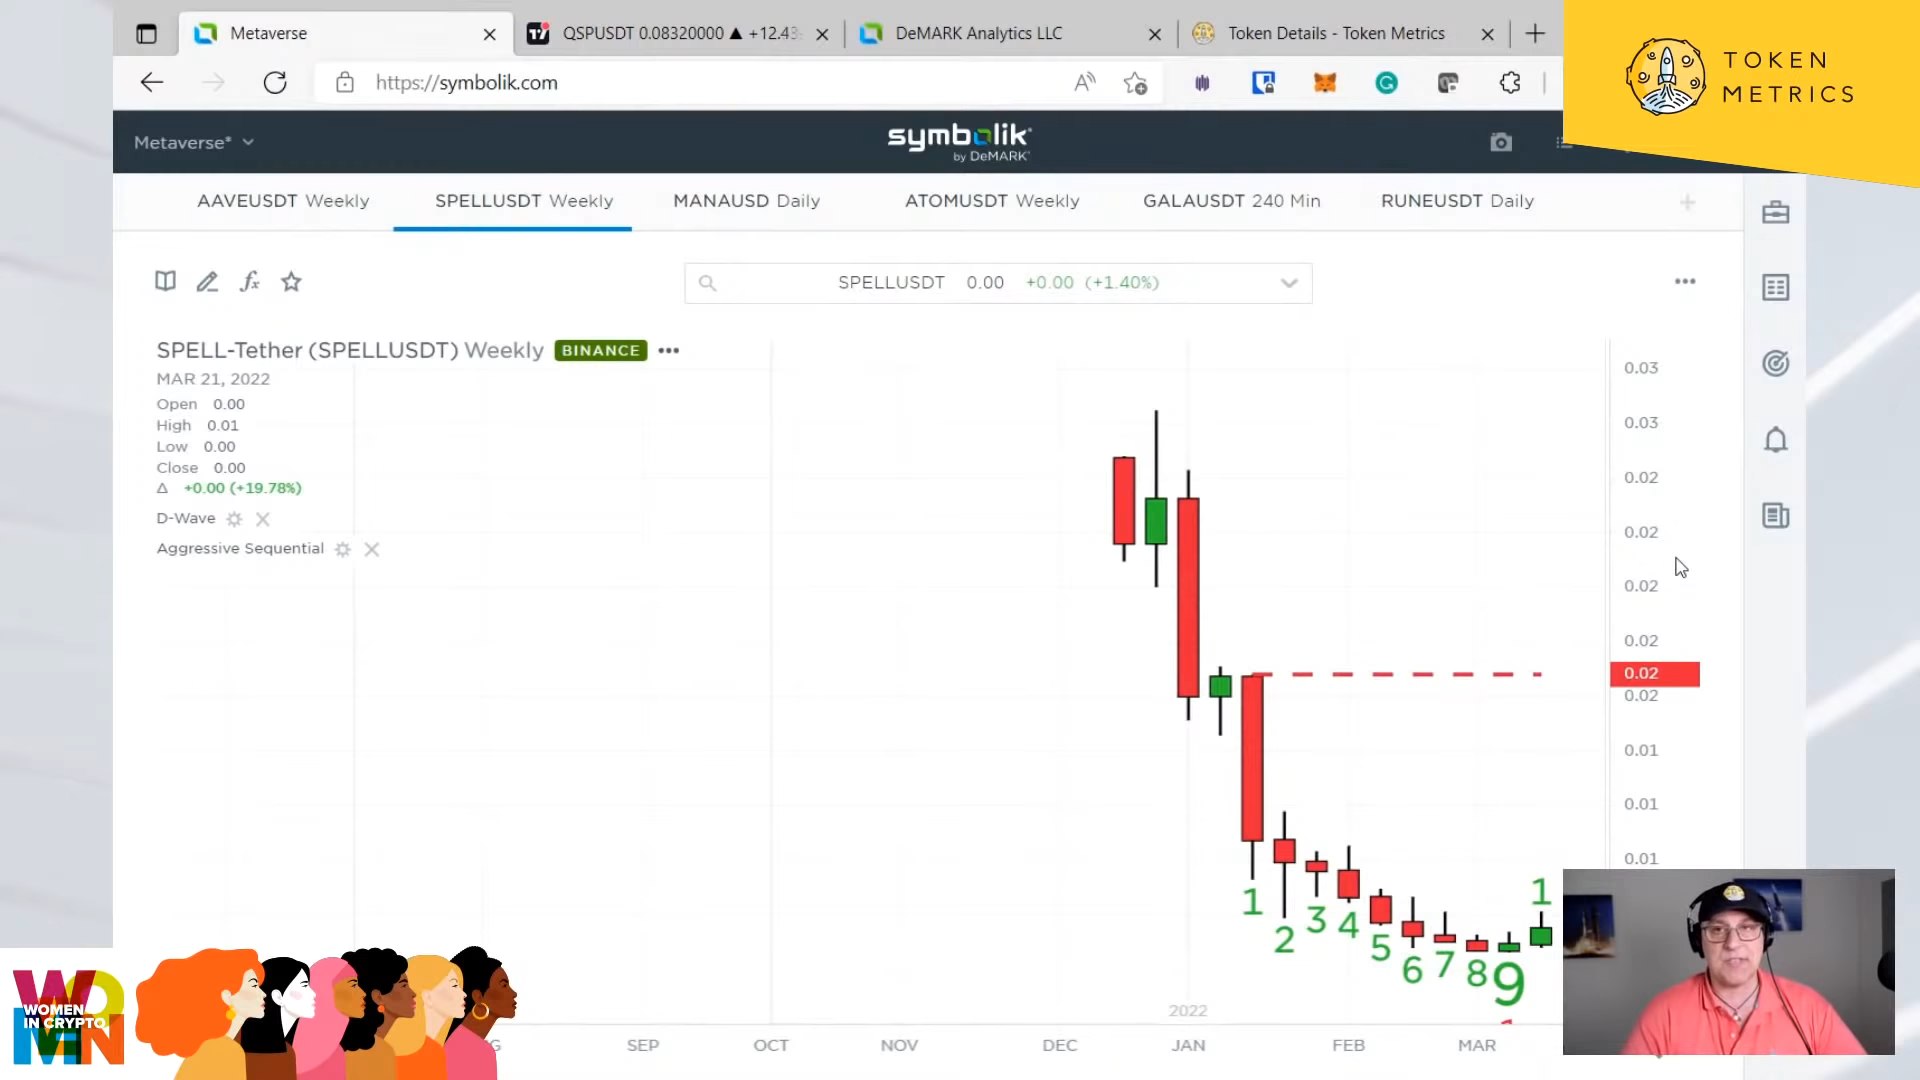 Metaverse
QSPUSDT 0.08320000 ▲ +12.43
DeMARK Analytics LLC
Token Details - Token Metrics
TOKEN
METRICS
https://symbolik.com
Metaverse*
symbolik
by DeMARK
AAVEUSDT Weekly
SPELLUSDT Weekly
MANAUSD Daily
ATOMUSDT Weekly
GALAUSDT 240 Min
RUNEUSDT Daily
SPELLUSDT 0.00 +0.00 (+1.40%)
SPELL-Tether (SPELLUSDT) Weekly BINANCE
MAR 21, 2022
Open 0.00
High 0.01
Low 0.00
Close 0.00
Δ +0.00 (+19.78%)
D-Wave
Aggressive Sequential
0.03
0.03
0.02
0.02
0.02
0.02
0.02
0.02
0.01
0.01
0.01
1 2 3 4 5 6 7 8 9 1
2022
SEP OCT NOV DEC JAN FEB MAR
WOMEN
WOMEN
IN CRYPTO